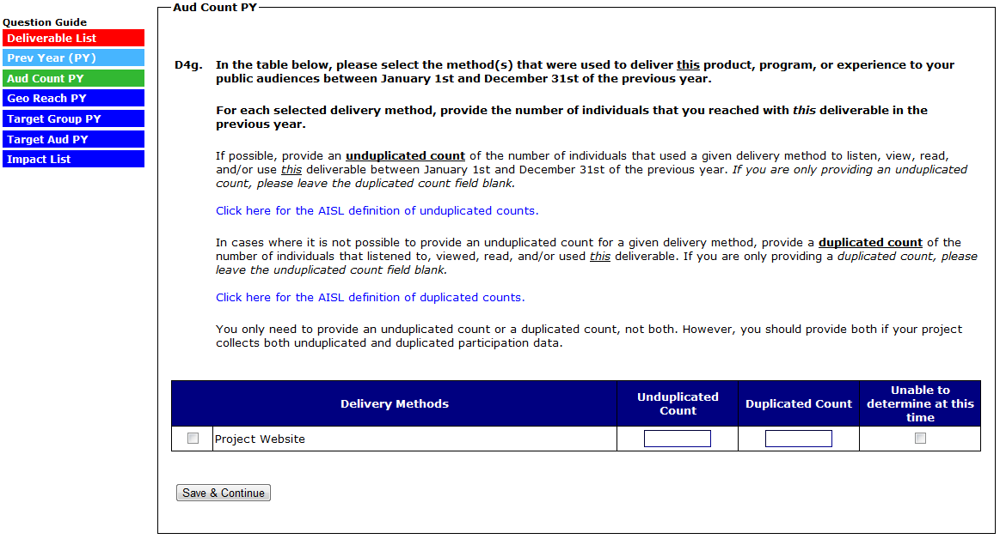 Question Guide
Deliverable List
Prev Year (PY)
Aud Count PY
Geo Reach PY
Target Group PY
Target Aud PY
Impact List
Aud Count PY
D4g. In the table below, please select the method(s) that were used to deliver this product, program, or experience to your
public audiences between January 1st and December 31st of the previous year.
For each selected delivery method, provide the number of individuals that you reached with this deliverable in the
previous year.
If possible, provide an unduplicated count of the number of individuals that used a given delivery method to listen, view, read,
and/or use this deliverable between January 1st and December 31st of the previous year. If you are only providing an unduplicated
count, please leave the duplicated count field blank.
Click here for the AISL definition of unduplicated counts.
In cases where it is not possible to provide an unduplicated count for a given delivery method, provide a duplicated count of the
number of individuals that listened to, viewed, read, and/or used this deliverable. If you are only providing a duplicated count, please
leave the unduplicated count field blank.
Click here for the AISL definition of duplicated counts.
You only need to provide an unduplicated count or a duplicated count, not both. However, you should provide both if your project
collects both unduplicated and duplicated participation data.
Delivery Methods
Unduplicated
Count
Duplicated Count
Unable to
determine at this
time
Project Website
Save & Continue